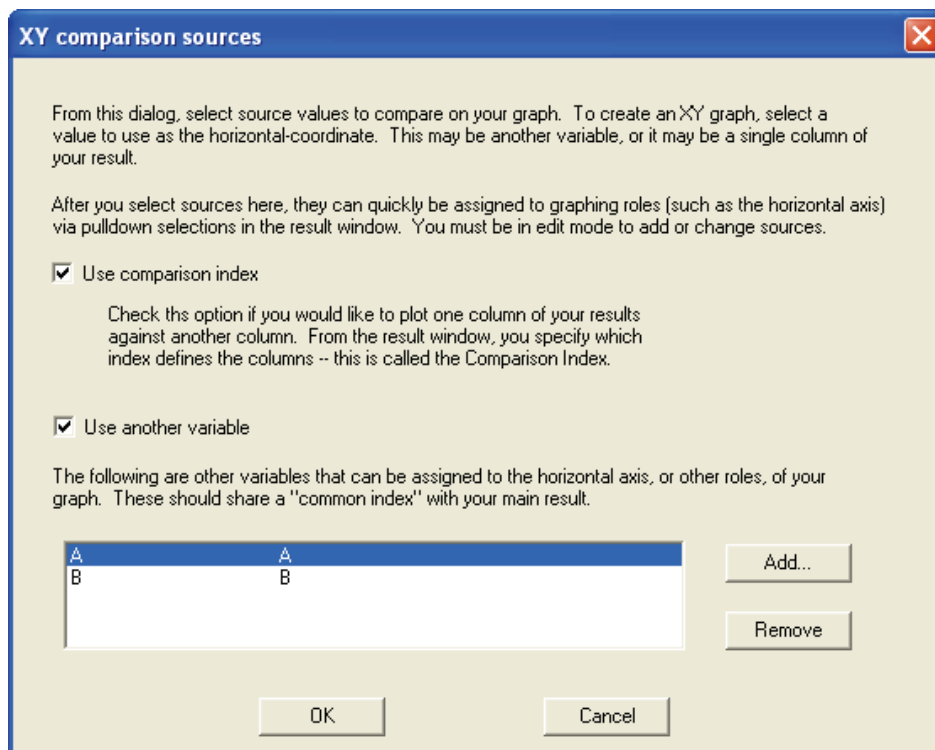 XY comparison sources
From this dialog, select source values to compare on your graph.  To create an XY graph, select a
value to use as the horizontal-coordinate.  This may be another variable, or it may be a single column of
your result.
After you select sources here, they can quickly be assigned to graphing roles (such as the horizontal axis)
via pulldown selections in the result window.  You must be in edit mode to add or change sources.
Use comparison index
Check ths option if you would like to plot one column of your results
against another column.  From the result window, you specify which
index defines the columns -- this is called the Comparison Index.
Use another variable
The following are other variables that can be assigned to the horizontal axis, or other roles, of your
graph.  These should share a "common index" with your main result.
A A
B B
Add...
Remove
OK Cancel